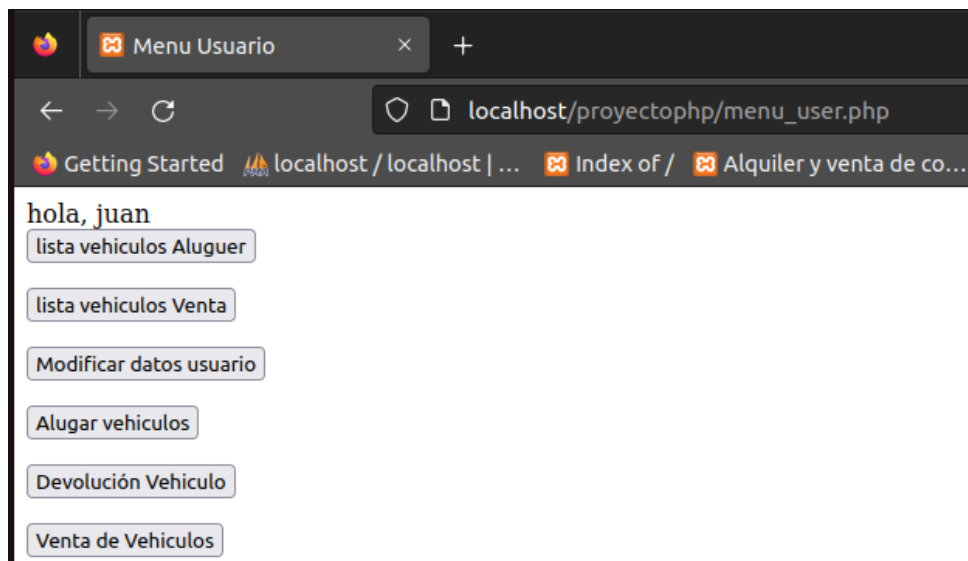 Menu Usuario
localhost/proyectophp/menu_user.php
Getting Started localhost / localhost | ... Index of / Alquiler y venta de co...
hola, juan
lista vehiculos Aluguer
lista vehiculos Venta
Modificar datos usuario
Alugar vehiculos
Devolución Vehiculo
Venta de Vehiculos